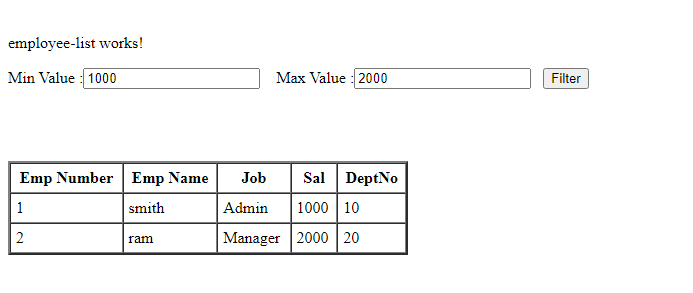 employee-list works!
Min Value : 1000 Max Value : 2000 Filter
Emp Number Emp Name Job Sal DeptNo
1 smith Admin 1000 10
2 ram Manager 2000 20